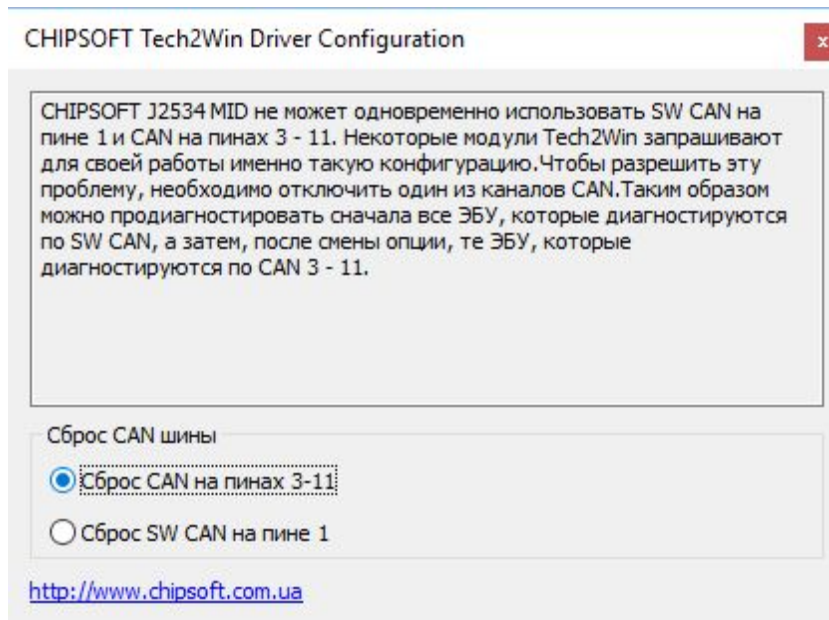 CHIPSOFT Tech2Win Driver Configuration
x
CHIPSOFT J2534 MID не может одновременно использовать SW CAN на
пине 1 и CAN на пинах 3 - 11. Некоторые модули Tech2Win запрашивают
для своей работы именно такую конфигурацию.Чтобы разрешить эту
проблему, необходимо отключить один из каналов CAN.Таким образом
можно продиагностировать сначала все ЭБУ, которые диагностируются
по SW CAN, а затем, после смены опции, те ЭБУ, которые
диагностируются по CAN 3 - 11.
Сброс CAN шины
Сброс CAN на пинах 3-11
Сброс SW CAN на пине 1
http://www.chipsoft.com.ua